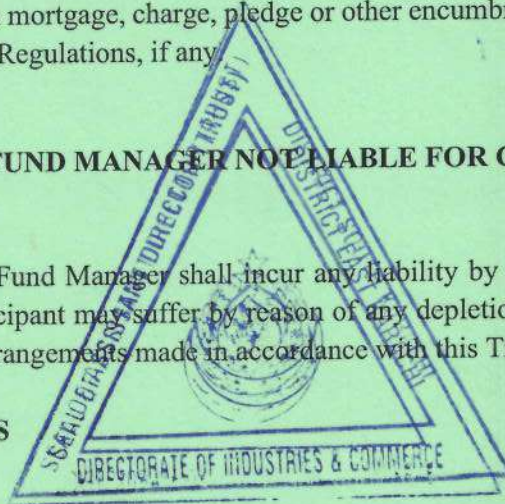 mortgage, charge, pledge or other encumb
Regulations, if any
FUND MANAGER NOT LIABLE FOR
Fund Manager shall incur any liability by
cipant may suffer by reason of any depletio
rangements made in accordance with this T
S
DIRECTORATE OF INDUSTRIES & COMMERCE